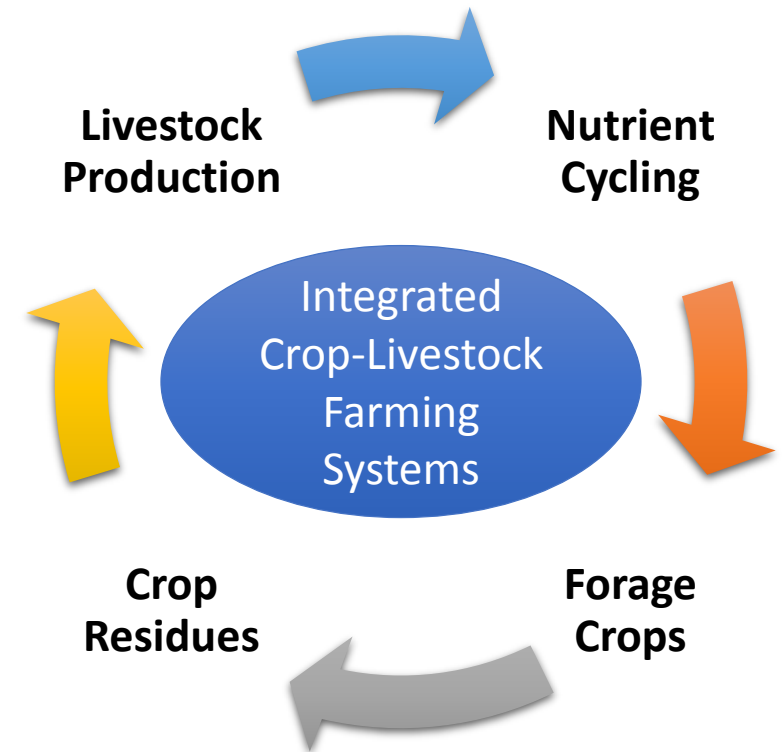 Livestock
Production
Nutrient
Cycling
Integrated
Crop-Livestock
Farming
Systems
Crop
Residues
Forage
Crops